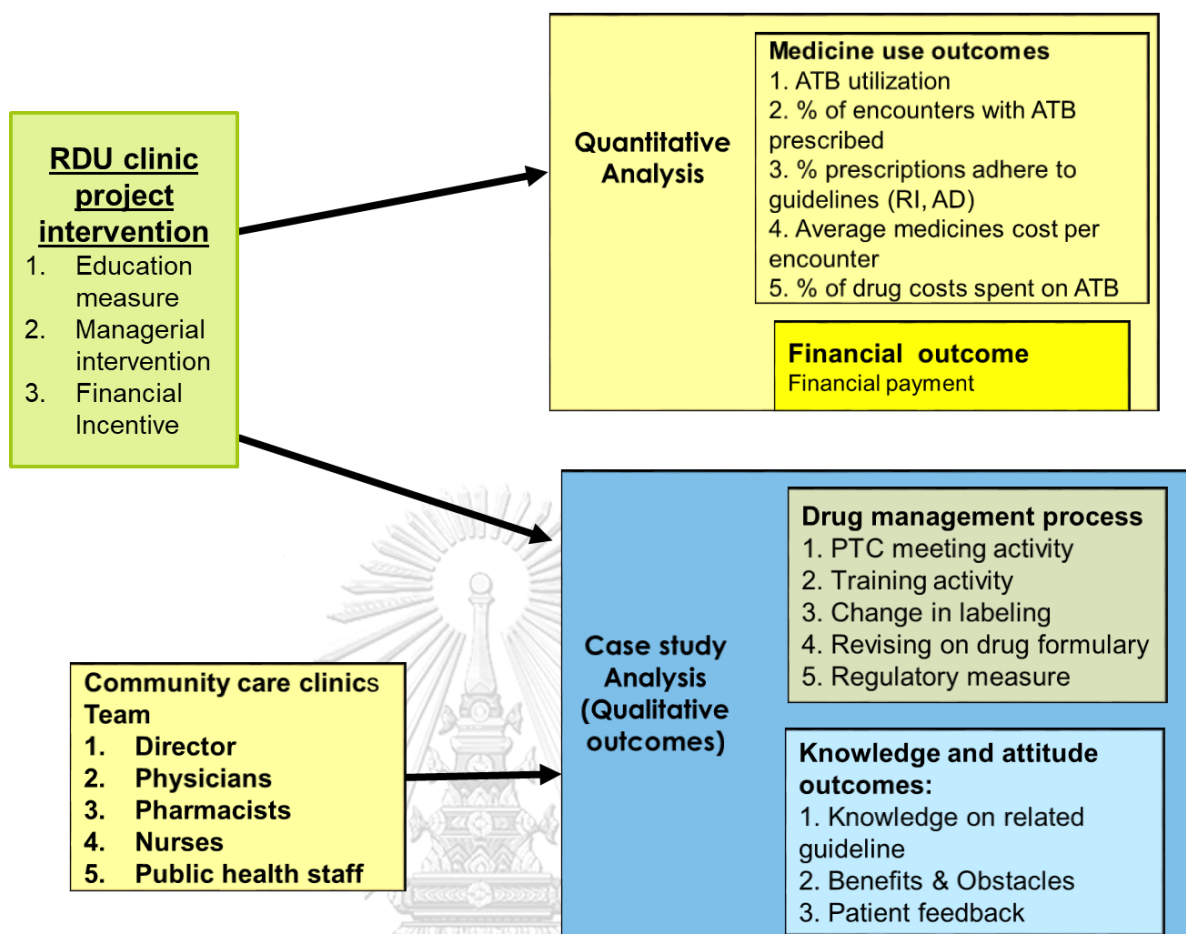 RDU clinic
project
intervention
1. Education
measure
2. Managerial
intervention
3. Financial
Incentive
Quantitative
Analysis
Medicine use outcomes
1. ATB utilization
2. % of encounters with ATB
prescribed
3. % prescriptions adhere to
guidelines (RI, AD)
4. Average medicines cost per
encounter
5. % of drug costs spent on ATB
Financial outcome
Financial payment
Community care clinics
Team
1. Director
2. Physicians
3. Pharmacists
4. Nurses
5. Public health staff
Case study
Analysis
(Qualitative
outcomes)
Drug management process
1. PTC meeting activity
2. Training activity
3. Change in labeling
4. Revising on drug formulary
5. Regulatory measure
Knowledge and attitude
outcomes:
1. Knowledge on related
guideline
2. Benefits & Obstacles
3. Patient feedback